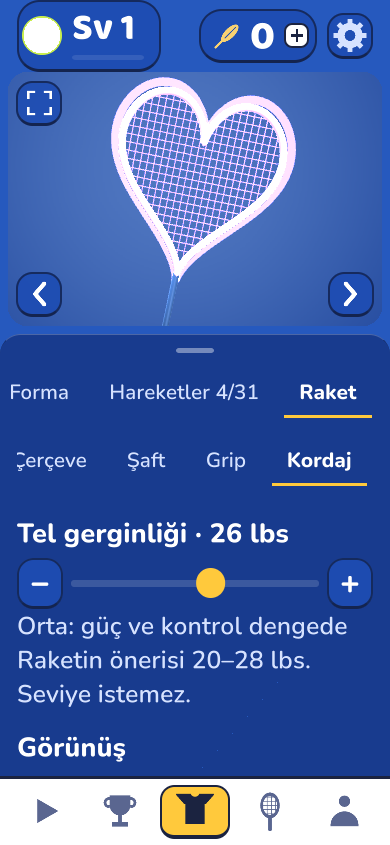 Sv 1
0
Forma Hareketler 4/31 Raket
Çerçeve Şaft Grip Kordaj
Tel gerginliği · 26 lbs
Orta: güç ve kontrol dengede
Raketin önerisi 20–28 lbs.
Seviye istemez.
Görünüş